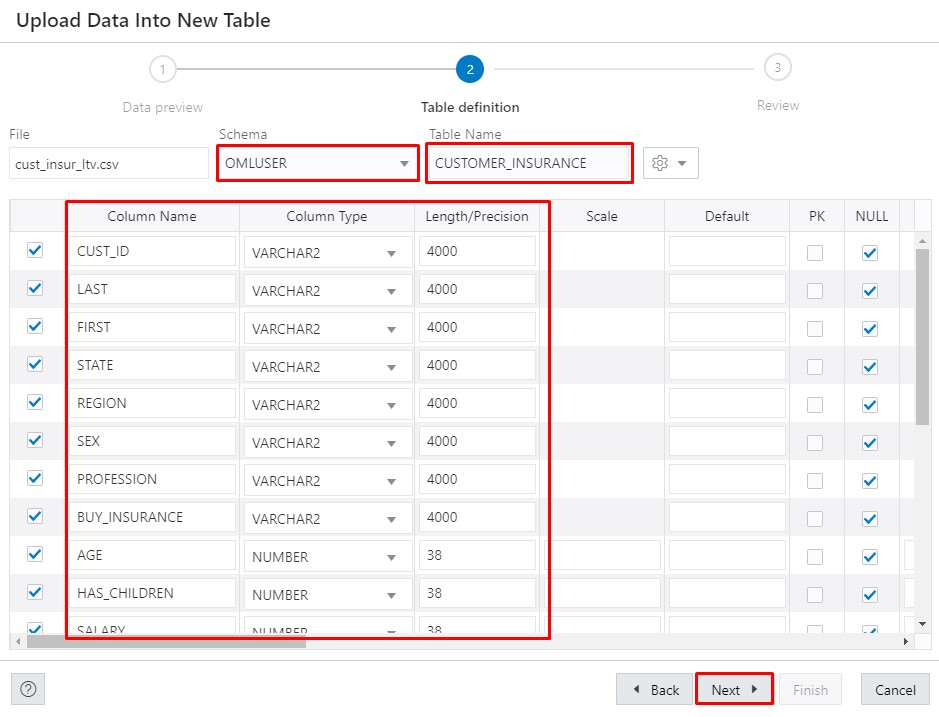 Upload Data Into New Table
1 2 3
Data preview Table definition Review
File Schema Table Name
cust_insur_ltv.csv OMLUSER CUSTOMER_INSURANCE
Column Name Column Type Length/Precision Scale Default PK NULL
CUST_ID VARCHAR2 4000
LAST VARCHAR2 4000
FIRST VARCHAR2 4000
STATE VARCHAR2 4000
REGION VARCHAR2 4000
SEX VARCHAR2 4000
PROFESSION VARCHAR2 4000
BUY_INSURANCE VARCHAR2 4000
AGE NUMBER 38
HAS_CHILDREN NUMBER 38
SALARY NUMBER 38
? Back Next Finish Cancel